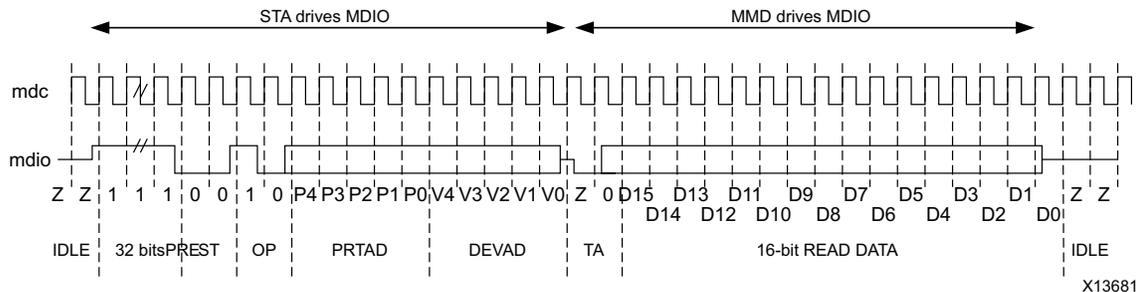 STA drives MDIO MMD drives MDIO
mdc
mdio
Z Z 1 1 1 0 0 1 0 P4 P3 P2 P1 P0 V4 V3 V2 V1 V0 Z 0 D15 D13 D11 D9 D7 D5 D3 D1 Z Z
D14 D12 D10 D8 D6 D4 D2 D0
IDLE 32 bitsPRE ST OP PRTAD DEVAD TA 16-bit READ DATA IDLE
X13681